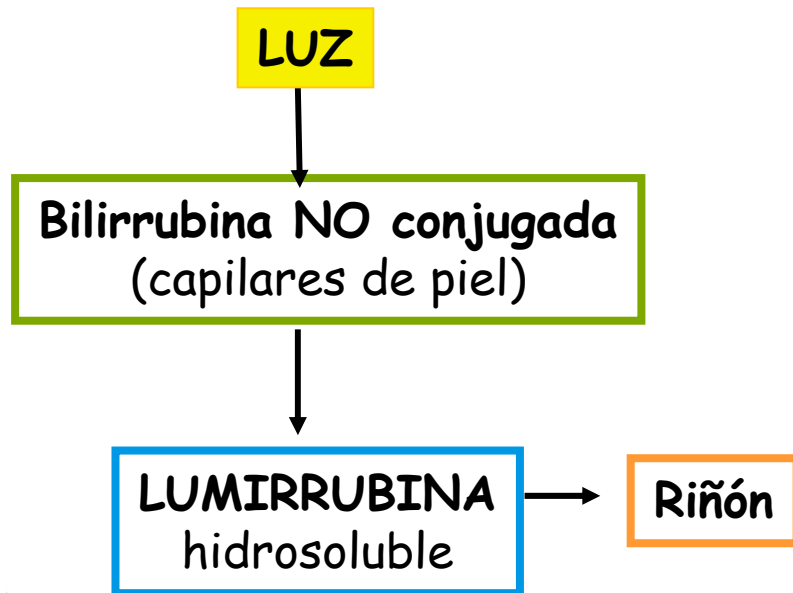 LUZ
Bilirrubina NO conjugada
(capilares de piel)
LUMIRRUBINA
hidrosoluble
Riñón